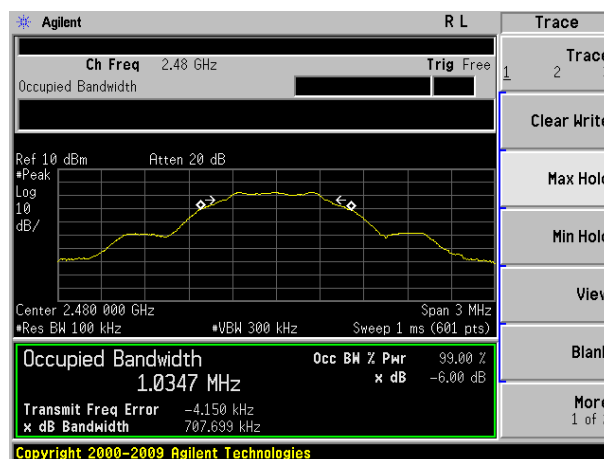 Agilent R L Trace
Ch Freq 2.48 GHz Trig Free
Occupied Bandwidth
Trace
1 2
Clear Write
Max Hold
Min Hold
View
Blank
More
1 of
Ref 10 dBm Atten 20 dB
#Peak
Log
10
dB/
Center 2.480 000 GHz Span 3 MHz
#Res BW 100 kHz #VBW 300 kHz Sweep 1 ms (601 pts)
Occupied Bandwidth Occ BW % Pwr 99.00 %
1.0347 MHz x dB -6.00 dB
Transmit Freq Error -4.150 kHz
x dB Bandwidth 707.699 kHz
Copyright 2000-2009 Agilent Technologies